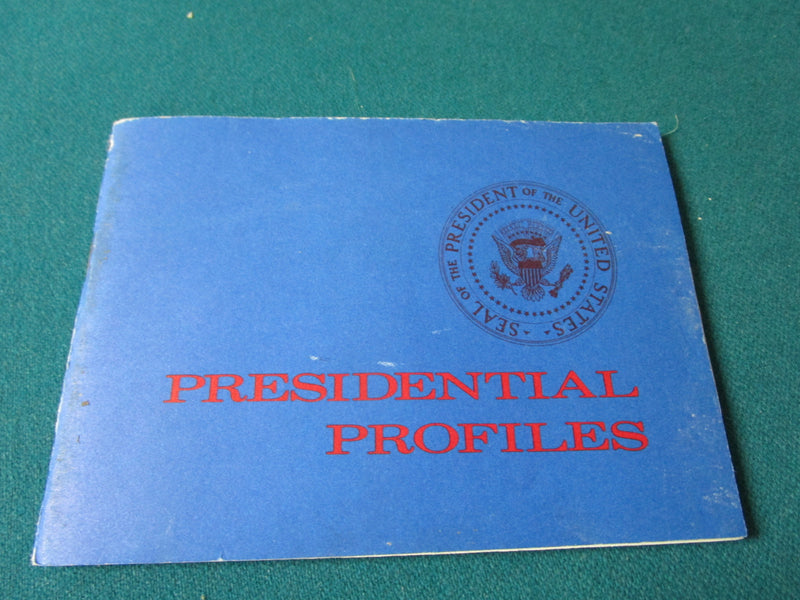 SEAL OF THE PRESIDENT OF THE UNITED STATES
PRESIDENTIAL
PROFILES